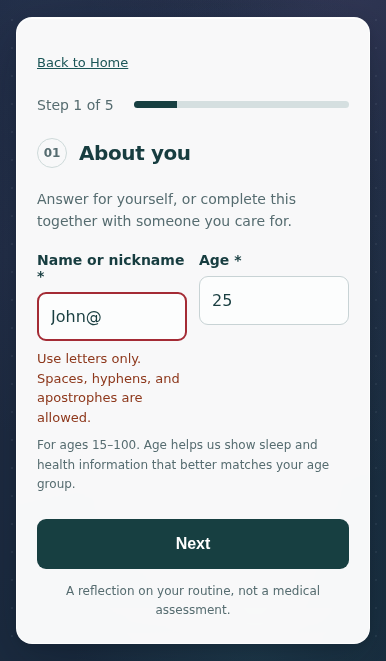 Back to Home
Step 1 of 5
01 About you
Answer for yourself, or complete this
together with someone you care for.
Name or nickname
*
Age *
John@
25
Use letters only.
Spaces, hyphens, and
apostrophes are
allowed.
For ages 15–100. Age helps us show sleep and
health information that better matches your age
group.
Next
A reflection on your routine, not a medical
assessment.